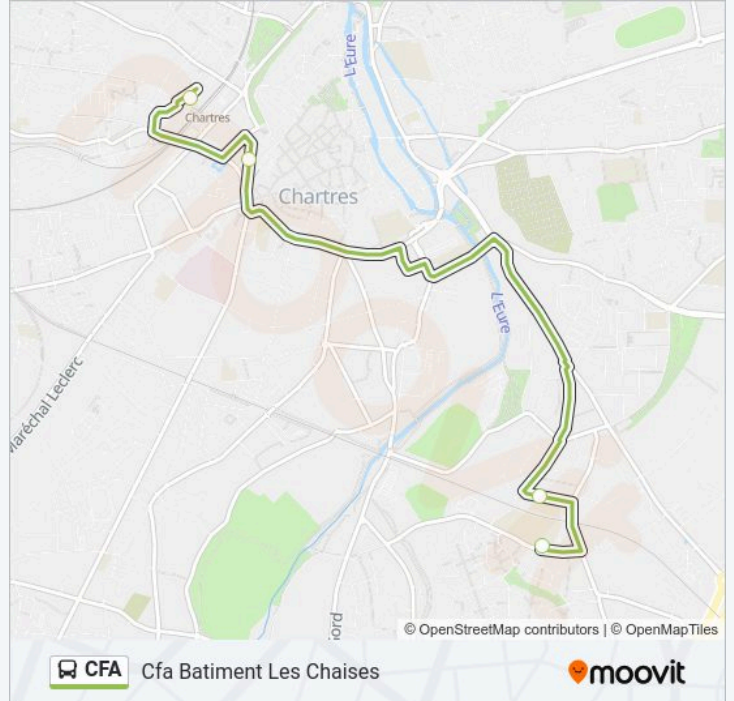 L'Eure
Chartres
Chartres
L'Eure
Maréchal Leclerc
© OpenStreetMap contributors | © OpenMapTiles
CFA
Cfa Batiment Les Chaises
moovit